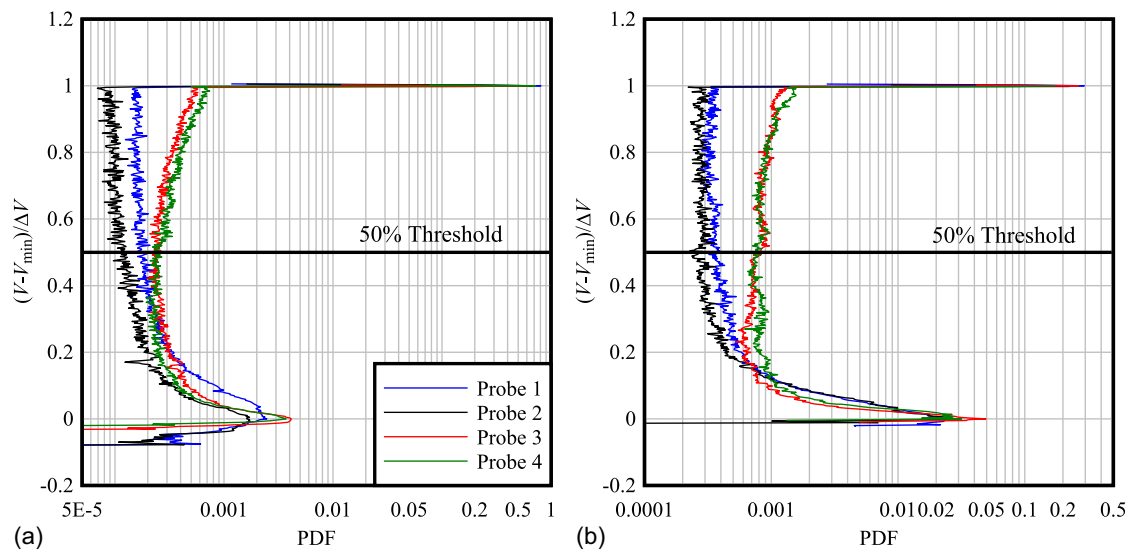 1.2
1
0.8
0.6
0.4
0.2
0
-0.2
(V-Vmin)/ΔV
50% Threshold
Probe 1
Probe 2
Probe 3
Probe 4
5E-5 0.001 0.01 0.05 0.1 0.2 0.5 1
(a) PDF
1.2
1
0.8
0.6
0.4
0.2
0
-0.2
(V-Vmin)/ΔV
50% Threshold
0.0001 0.001 0.01 0.02 0.05 0.1 0.2 0.5
(b) PDF